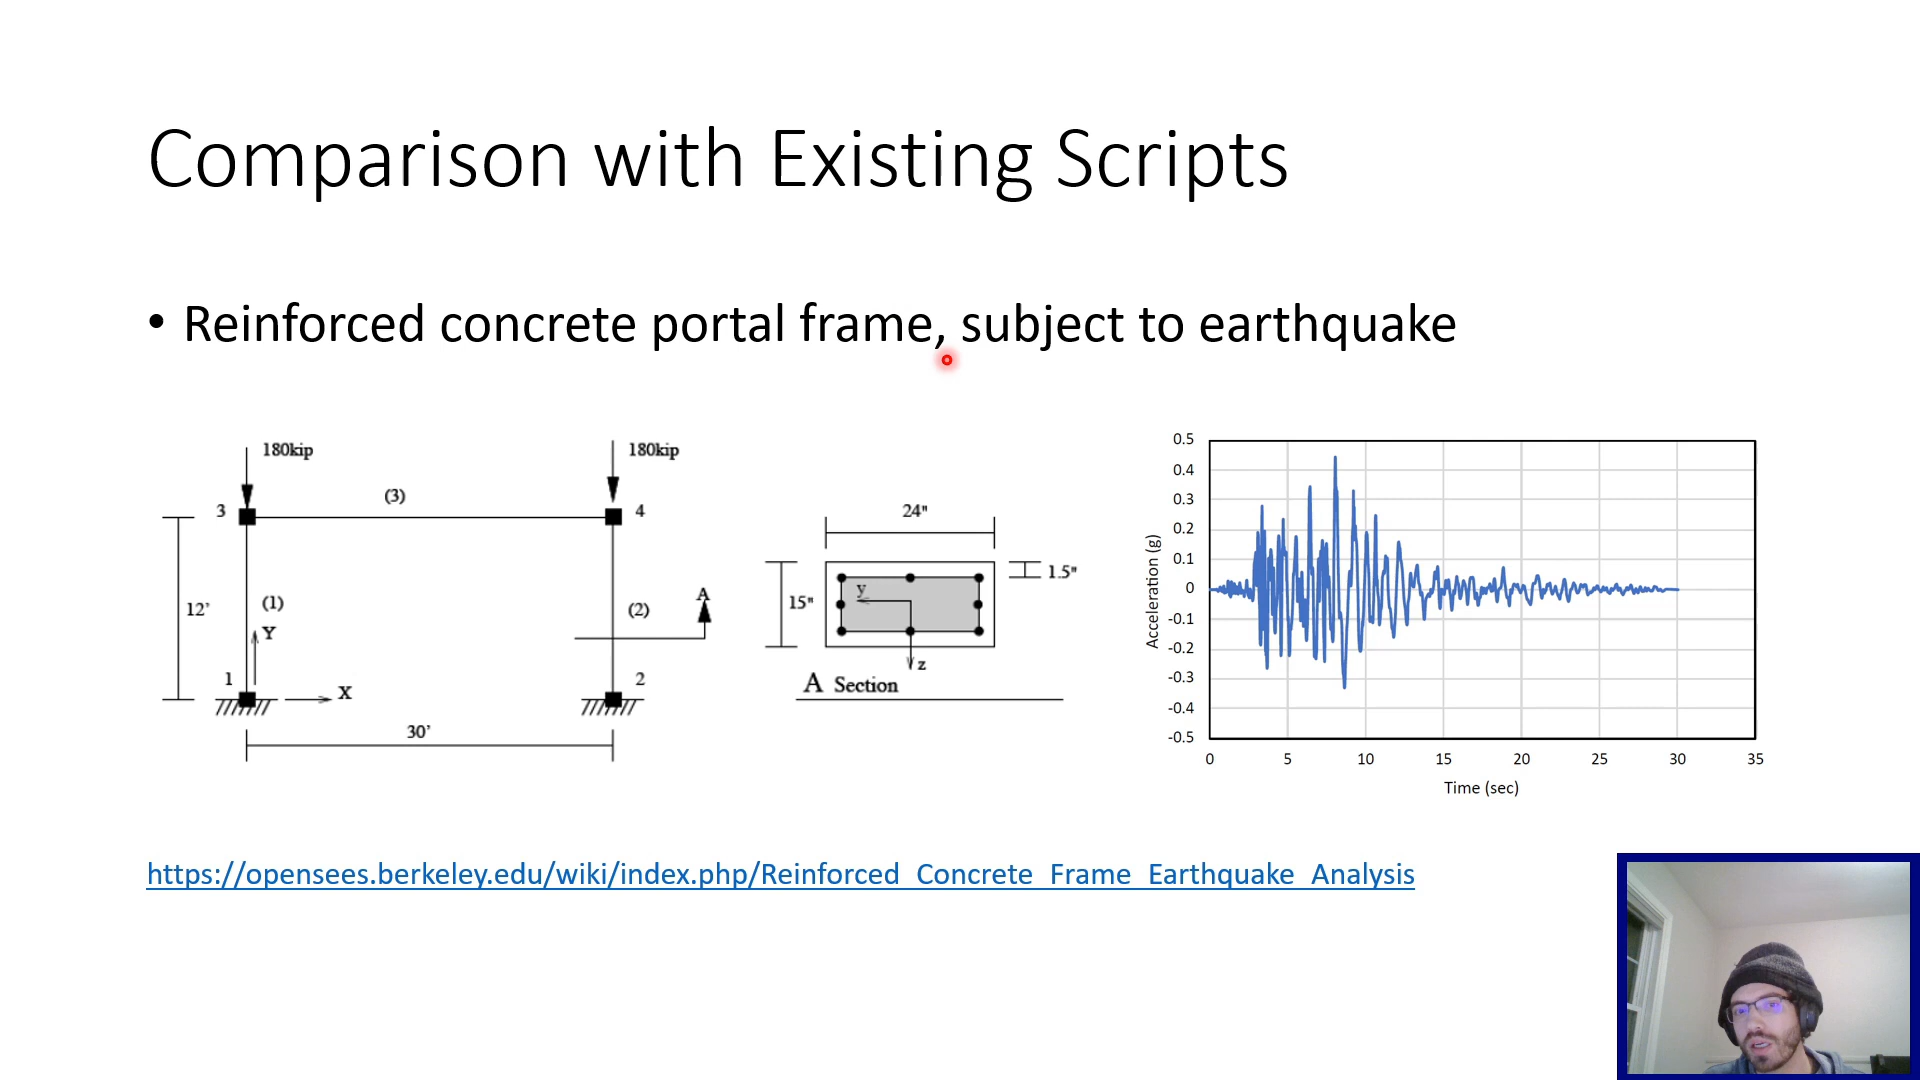 Comparison with Existing Scripts
• Reinforced concrete portal frame, subject to earthquake
180kip
180kip
(3)
3
4
12'
(1)
(2)
A
Y
1
X
2
30'
24"
1.5"
15"
y
z
A Section
0.5
0.4
0.3
0.2
0.1
0
-0.1
-0.2
-0.3
-0.4
-0.5
Acceleration (g)
0 5 10 15 20 25 30 35
Time (sec)
https://opensees.berkeley.edu/wiki/index.php/Reinforced_Concrete_Frame_Earthquake_Analysis